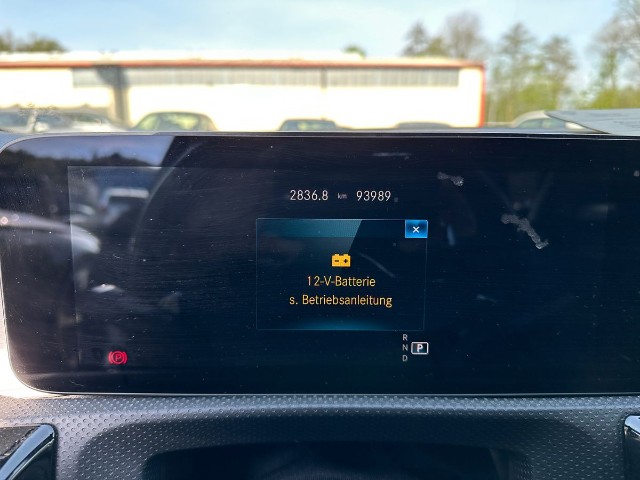 2836.8 km 93989
×
12-V-Batterie
s. Betriebsanleitung
R
N P
D
(P)